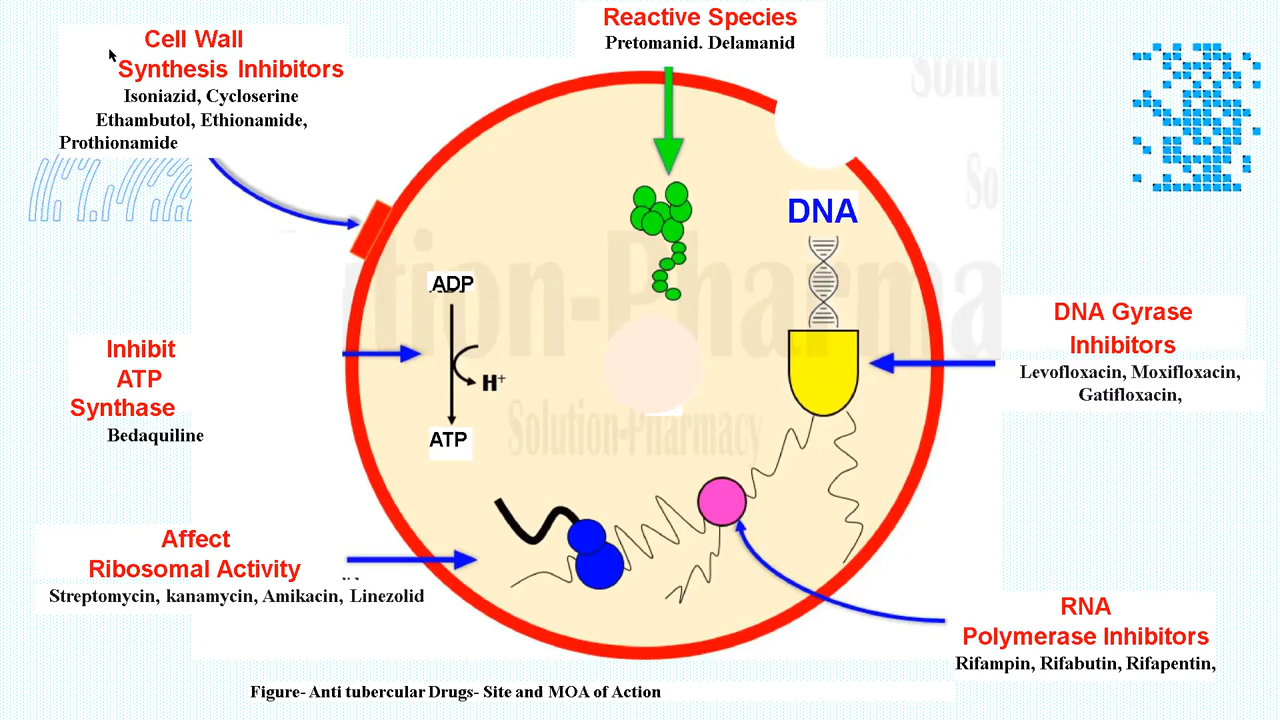 Reactive Species
Pretomanid. Delamanid
Cell Wall
Synthesis Inhibitors
Isoniazid, Cycloserine
Ethambutol, Ethionamide,
Prothionamide
DNA
ADP
H+
ATP
Inhibit
ATP
Synthase
Bedaquiline
DNA Gyrase
Inhibitors
Levofloxacin, Moxifloxacin,
Gatifloxacin,
Affect
Ribosomal Activity
Streptomycin, kanamycin, Amikacin, Linezolid
RNA
Polymerase Inhibitors
Rifampin, Rifabutin, Rifapentin,
Solution-Pharmacy
Figure- Anti tubercular Drugs- Site and MOA of Action